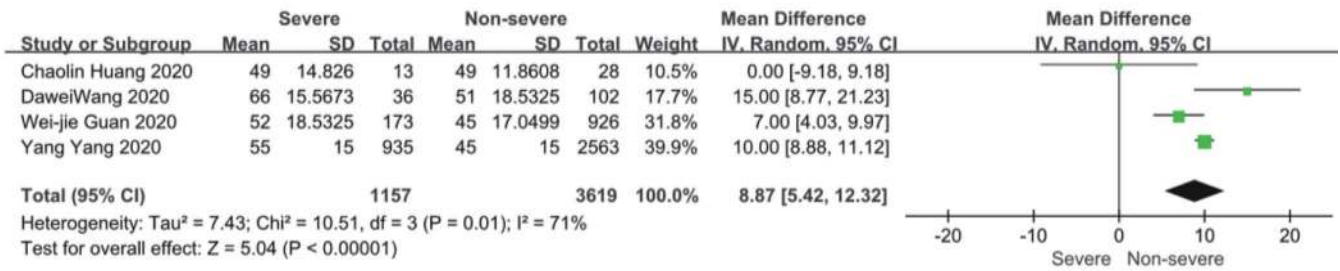 Severe Non-severe Mean Difference Mean Difference
Study or Subgroup Mean SD Total Mean SD Total Weight IV, Random, 95% CI IV, Random, 95% CI
Chaolin Huang 2020 49 14.826 13 49 11.8608 28 10.5% 0.00 [-9.18, 9.18]
DaweiWang 2020 66 15.5673 36 51 18.5325 102 17.7% 15.00 [8.77, 21.23]
Wei-jie Guan 2020 52 18.5325 173 45 17.0499 926 31.8% 7.00 [4.03, 9.97]
Yang Yang 2020 55 15 935 45 15 2563 39.9% 10.00 [8.88, 11.12]
Total (95% CI) 1157 3619 100.0% 8.87 [5.42, 12.32]
Heterogeneity: Tau² = 7.43; Chi² = 10.51, df = 3 (P = 0.01); I² = 71%
Test for overall effect: Z = 5.04 (P < 0.00001)
-20 -10 0 10 20
Severe Non-severe